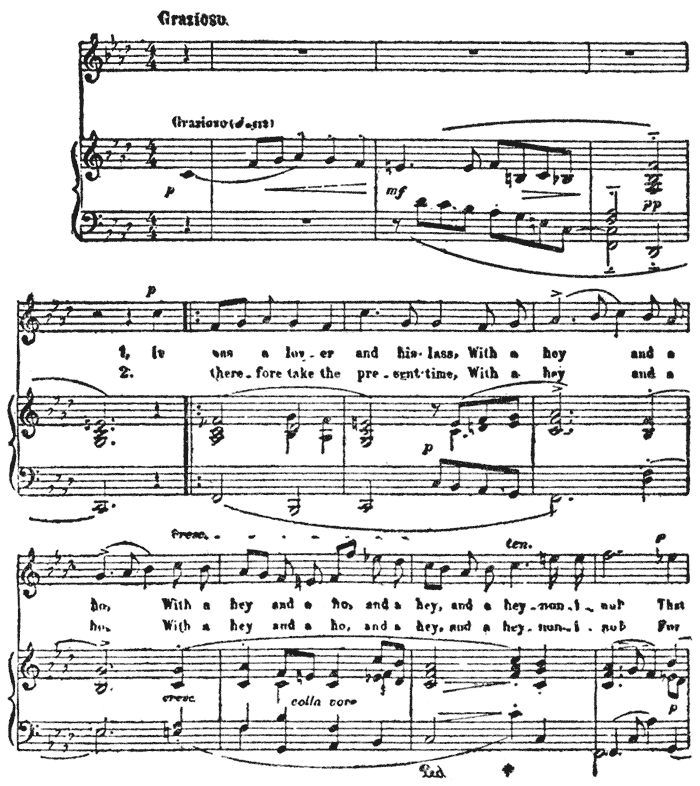 Grazioso.
Grazioso
p
mf
pp
p
1. It was a lov - er and his lass, With a hey and a
2. there - fore take the pre - sent time, With a hey and a
p
cresc.
ten.
p
ho, With a hey and a ho, and a hey, and a hey - non - i - no! That
ho, With a hey and a ho, and a hey, and a hey - non - i - no! For
cresc.
colla voce
p
Ped.